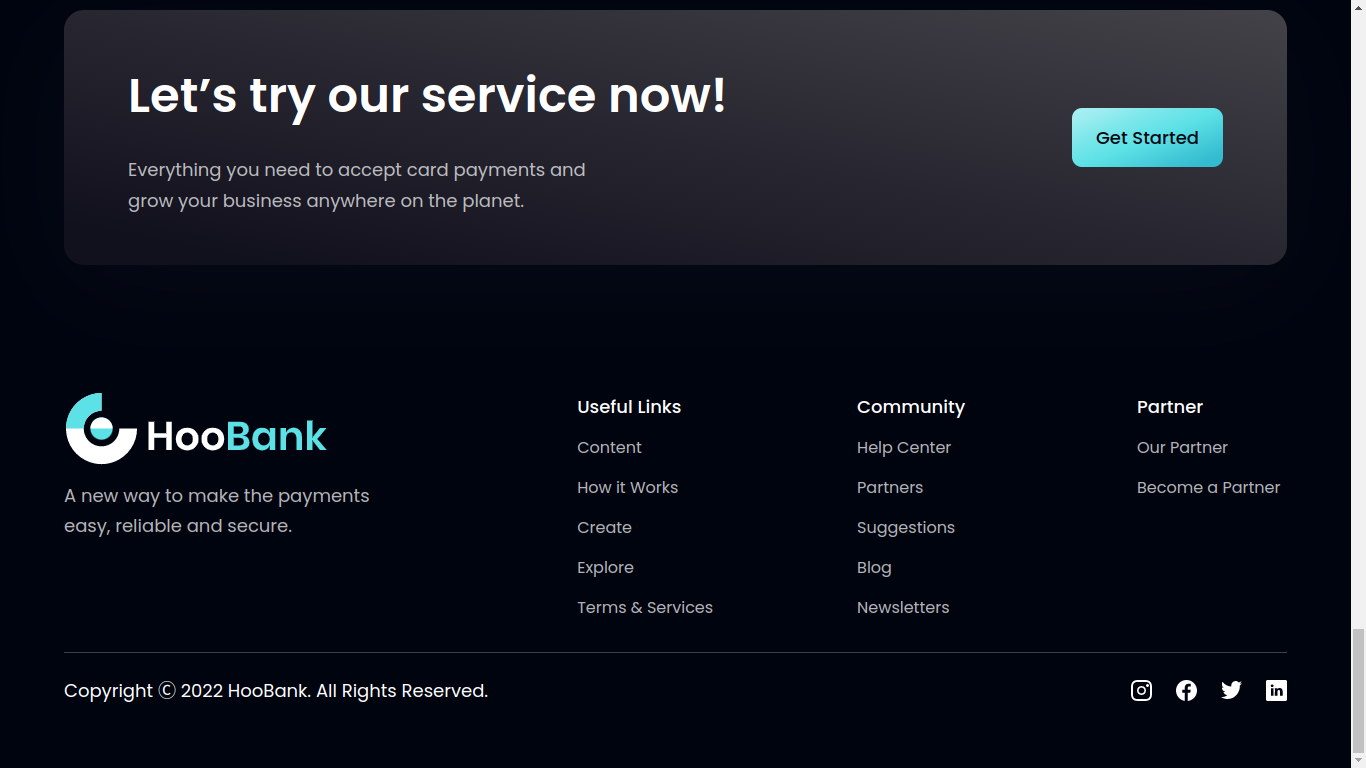 Let’s try our service now!
Everything you need to accept card payments and
grow your business anywhere on the planet.
Get Started
HooBank
A new way to make the payments
easy, reliable and secure.
Useful Links
Content
How it Works
Create
Explore
Terms & Services
Community
Help Center
Partners
Suggestions
Blog
Newsletters
Partner
Our Partner
Become a Partner
Copyright Ⓒ 2022 HooBank. All Rights Reserved.